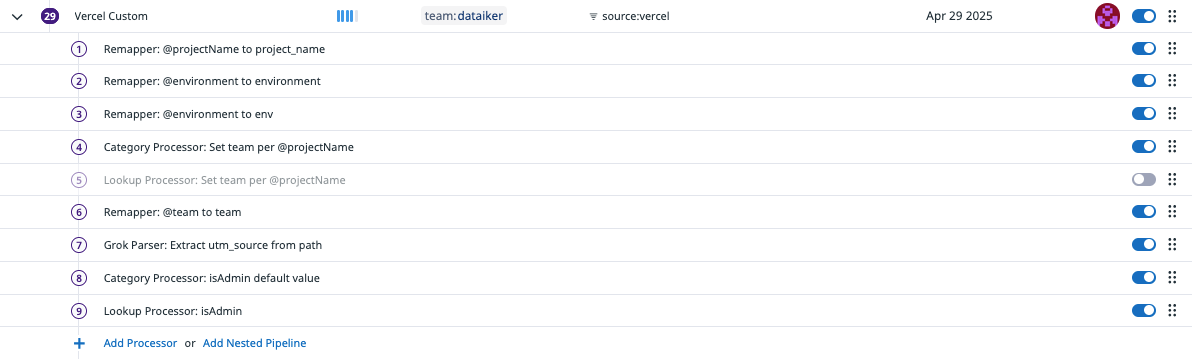 29 Vercel Custom team:dataiker source:vercel Apr 29 2025
1 Remapper: @projectName to project_name
2 Remapper: @environment to environment
3 Remapper: @environment to env
4 Category Processor: Set team per @projectName
5 Lookup Processor: Set team per @projectName
6 Remapper: @team to team
7 Grok Parser: Extract utm_source from path
8 Category Processor: isAdmin default value
9 Lookup Processor: isAdmin
+ Add Processor or Add Nested Pipeline